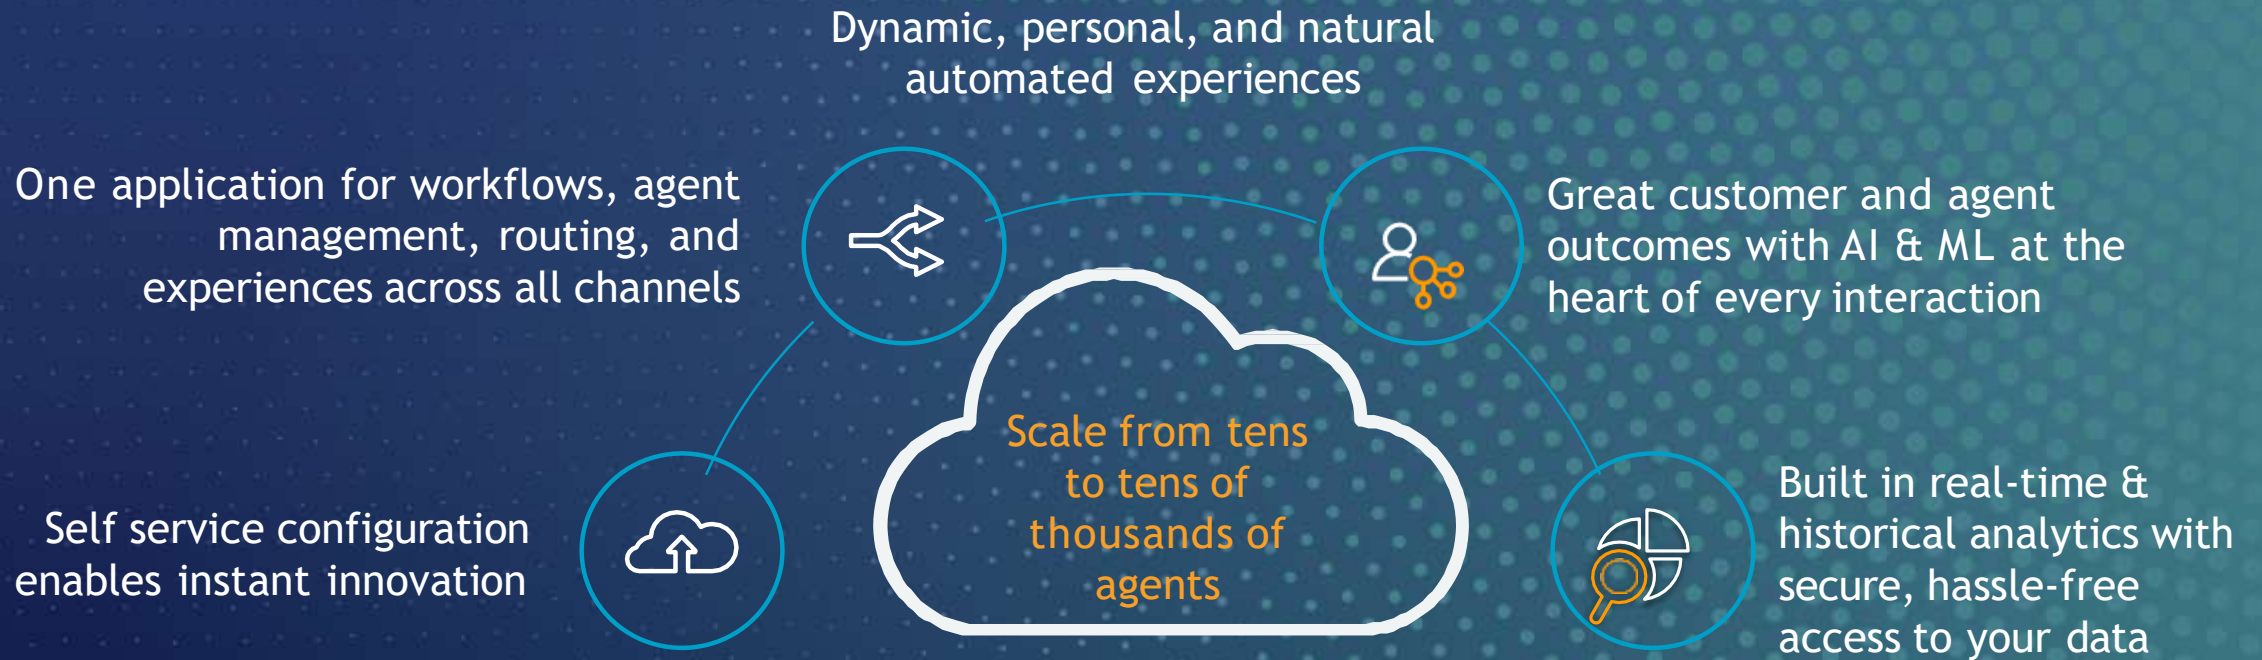 Dynamic, personal, and natural
automated experiences
One application for workflows, agent
management, routing, and
experiences across all channels
Great customer and agent
outcomes with AI & ML at the
heart of every interaction
Scale from tens
to tens of
thousands of
agents
Self service configuration
enables instant innovation
Built in real-time &
historical analytics with
secure, hassle-free
access to your data